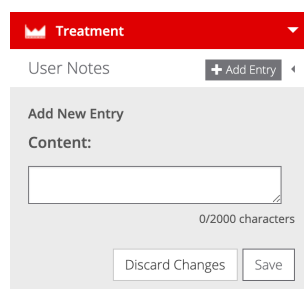 Treatment
User Notes
Add Entry
Add New Entry
Content:
0/2000 characters
Discard Changes
Save